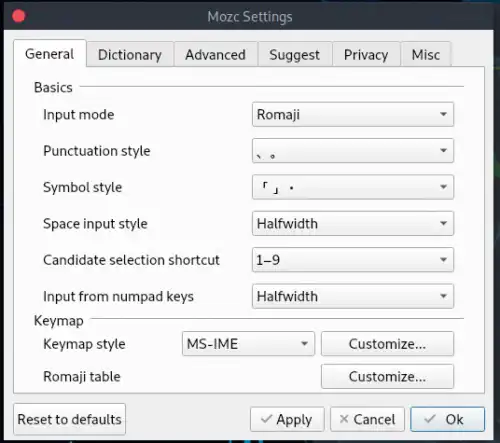 Mozc Settings
General Dictionary Advanced Suggest Privacy Misc
Basics
Input mode Romaji
Punctuation style 、。
Symbol style 「」・
Space input style Halfwidth
Candidate selection shortcut 1–9
Input from numpad keys Halfwidth
Keymap
Keymap style MS-IME Customize...
Romaji table Customize...
Reset to defaults Apply Cancel Ok